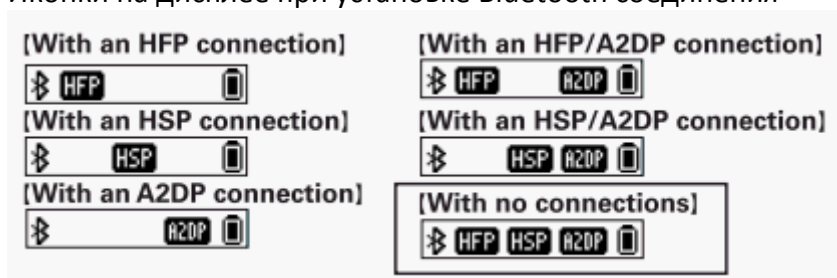 Иконки на дисплее при установке Bluetooth соединения
[With an HFP connection]
HFP
[With an HSP connection]
HSP
[With an A2DP connection]
A2DP
[With an HFP/A2DP connection]
HFP A2DP
[With an HSP/A2DP connection]
HSP A2DP
[With no connections]
HFP HSP A2DP